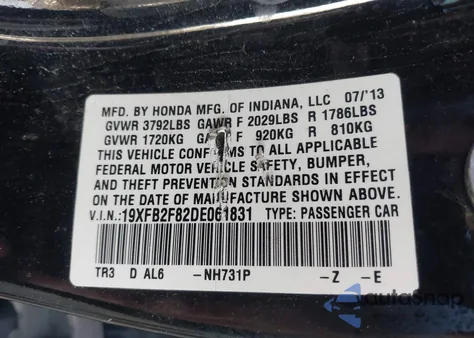 MFD. BY HONDA MFG. OF INDIANA, LLC 07/'13
GVWR 3792LBS GAWR F 2029LBS R 1786LBS
GVWR 1720KG GA F 920KG R 810KG
THIS VEHICLE CONF MS TO ALL APPLICABLE
FEDERAL MOTOR VEHICLE SAFETY, BUMPER,
AND THEFT PREVENTION STANDARDS IN EFFECT
ON THE DATE OF MANUFACTURE SHOWN ABOVE.
V.I.N.: 19XFB2F82DE061831 TYPE: PASSENGER CAR
TR3 D AL6 –NH731P –Z –E
autoSnap